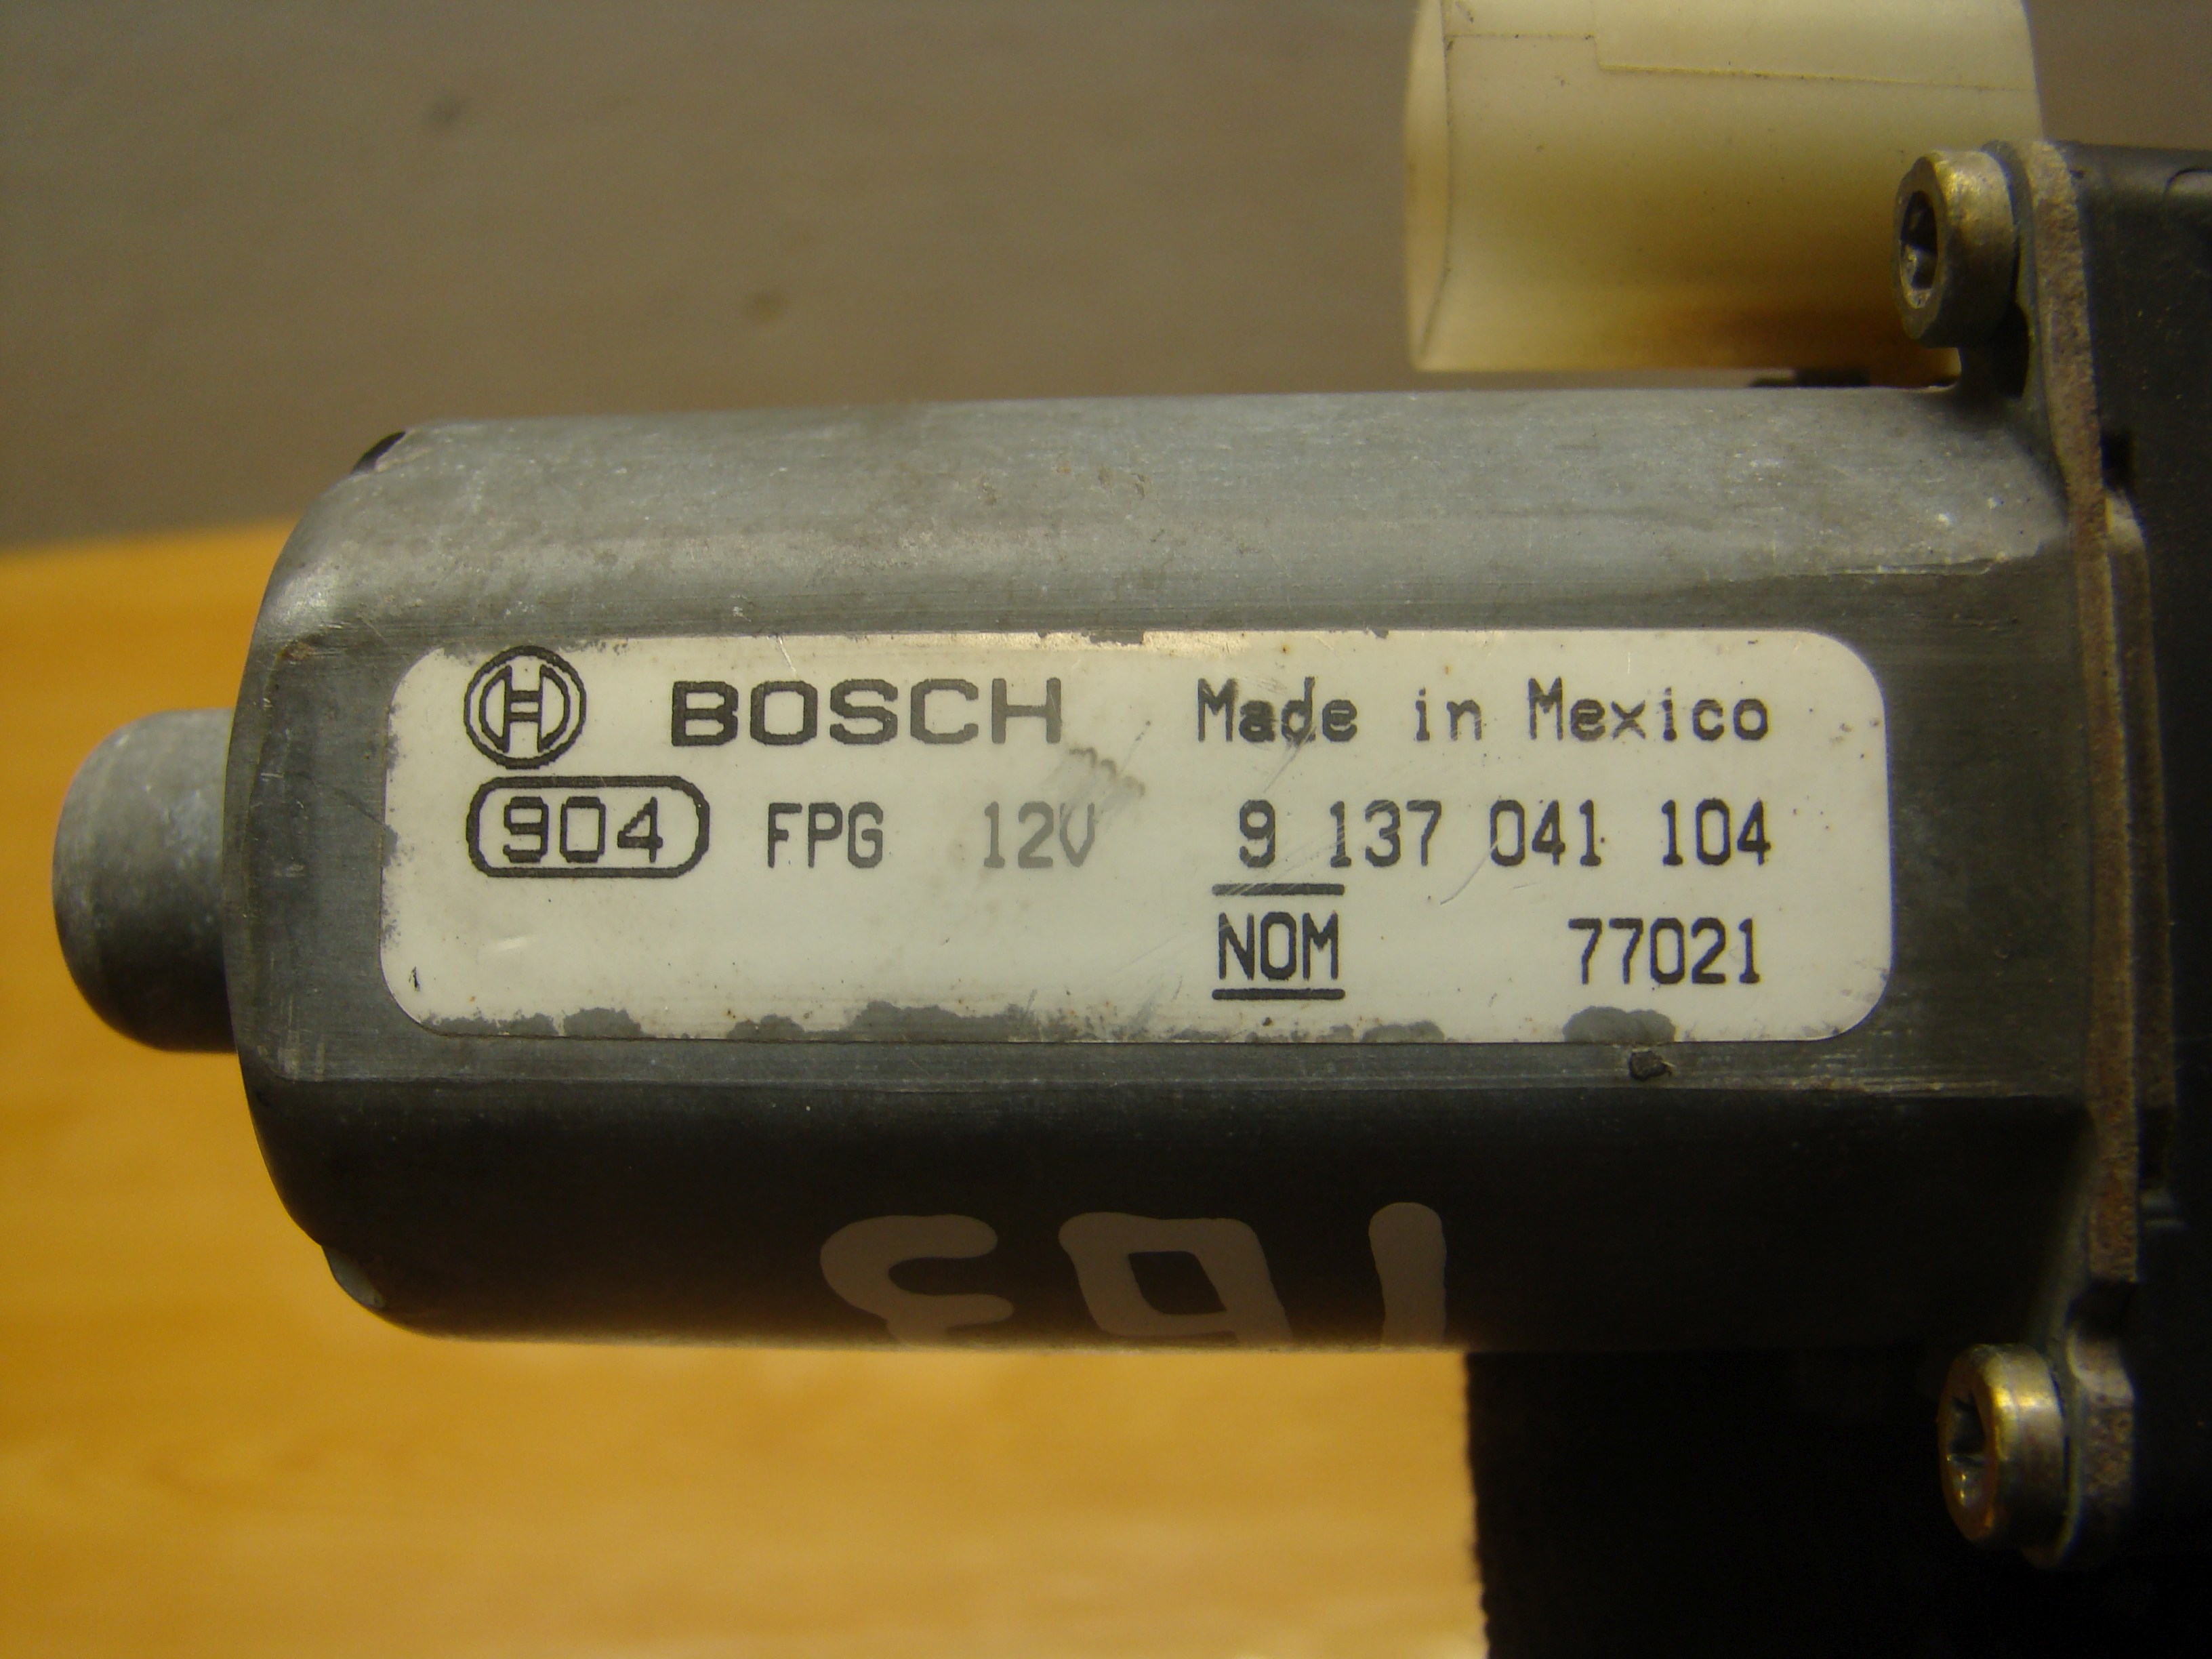 BOSCH Made in Mexico
904 FPG 12V 9 137 041 104
NOM 77021